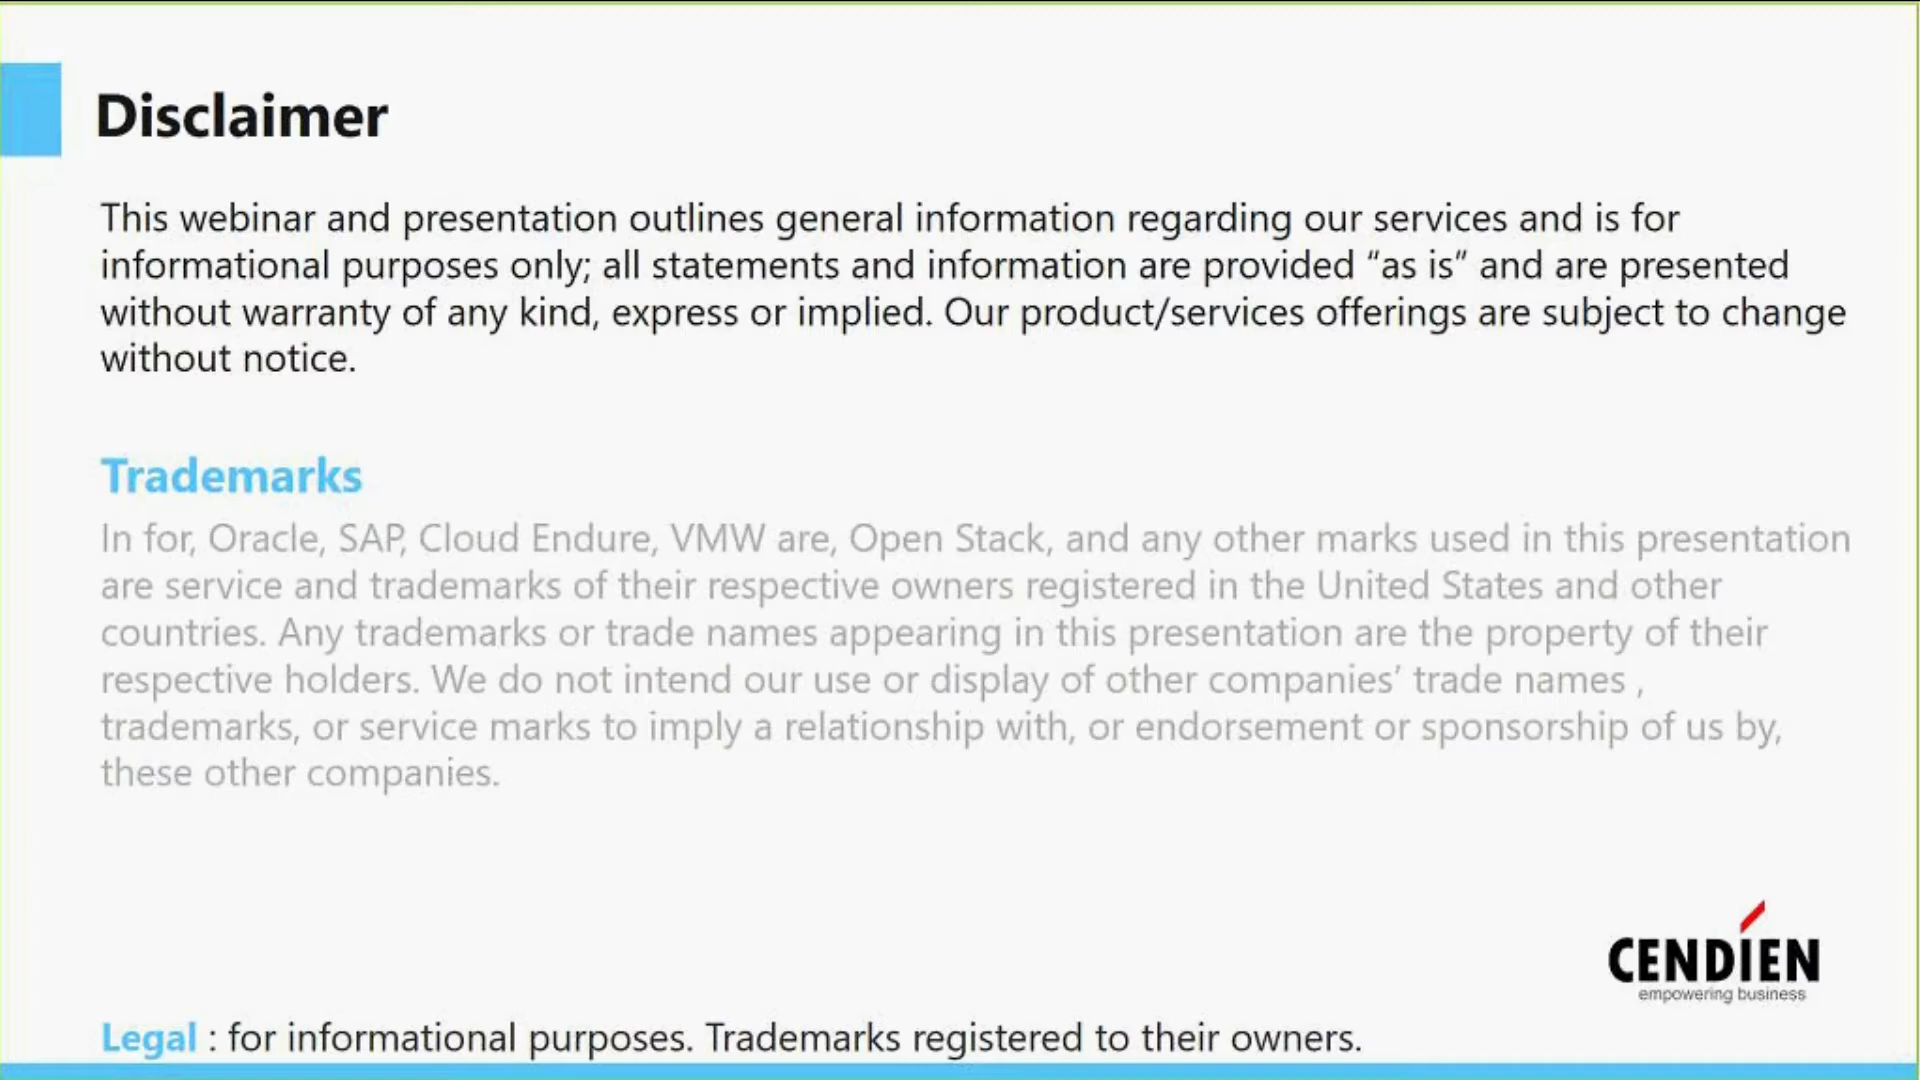 Disclaimer
This webinar and presentation outlines general information regarding our services and is for
informational purposes only; all statements and information are provided “as is” and are presented
without warranty of any kind, express or implied. Our product/services offerings are subject to change
without notice.
Trademarks
In for, Oracle, SAP, Cloud Endure, VMW are, Open Stack, and any other marks used in this presentation
are service and trademarks of their respective owners registered in the United States and other
countries. Any trademarks or trade names appearing in this presentation are the property of their
respective holders. We do not intend our use or display of other companies’ trade names ,
trademarks, or service marks to imply a relationship with, or endorsement or sponsorship of us by,
these other companies.
CENDIEN
empowering business
Legal : for informational purposes. Trademarks registered to their owners.